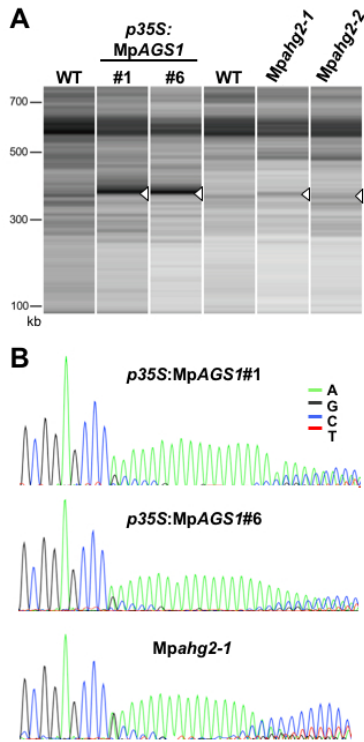 A
p35S:
MpAGS1
WT #1 #6 WT Mpahg2-1 Mpahg2-2
700
500
300
100
kb
B
p35S:MpAGS1#1
A
G
C
T
p35S:MpAGS1#6
Mpahg2-1